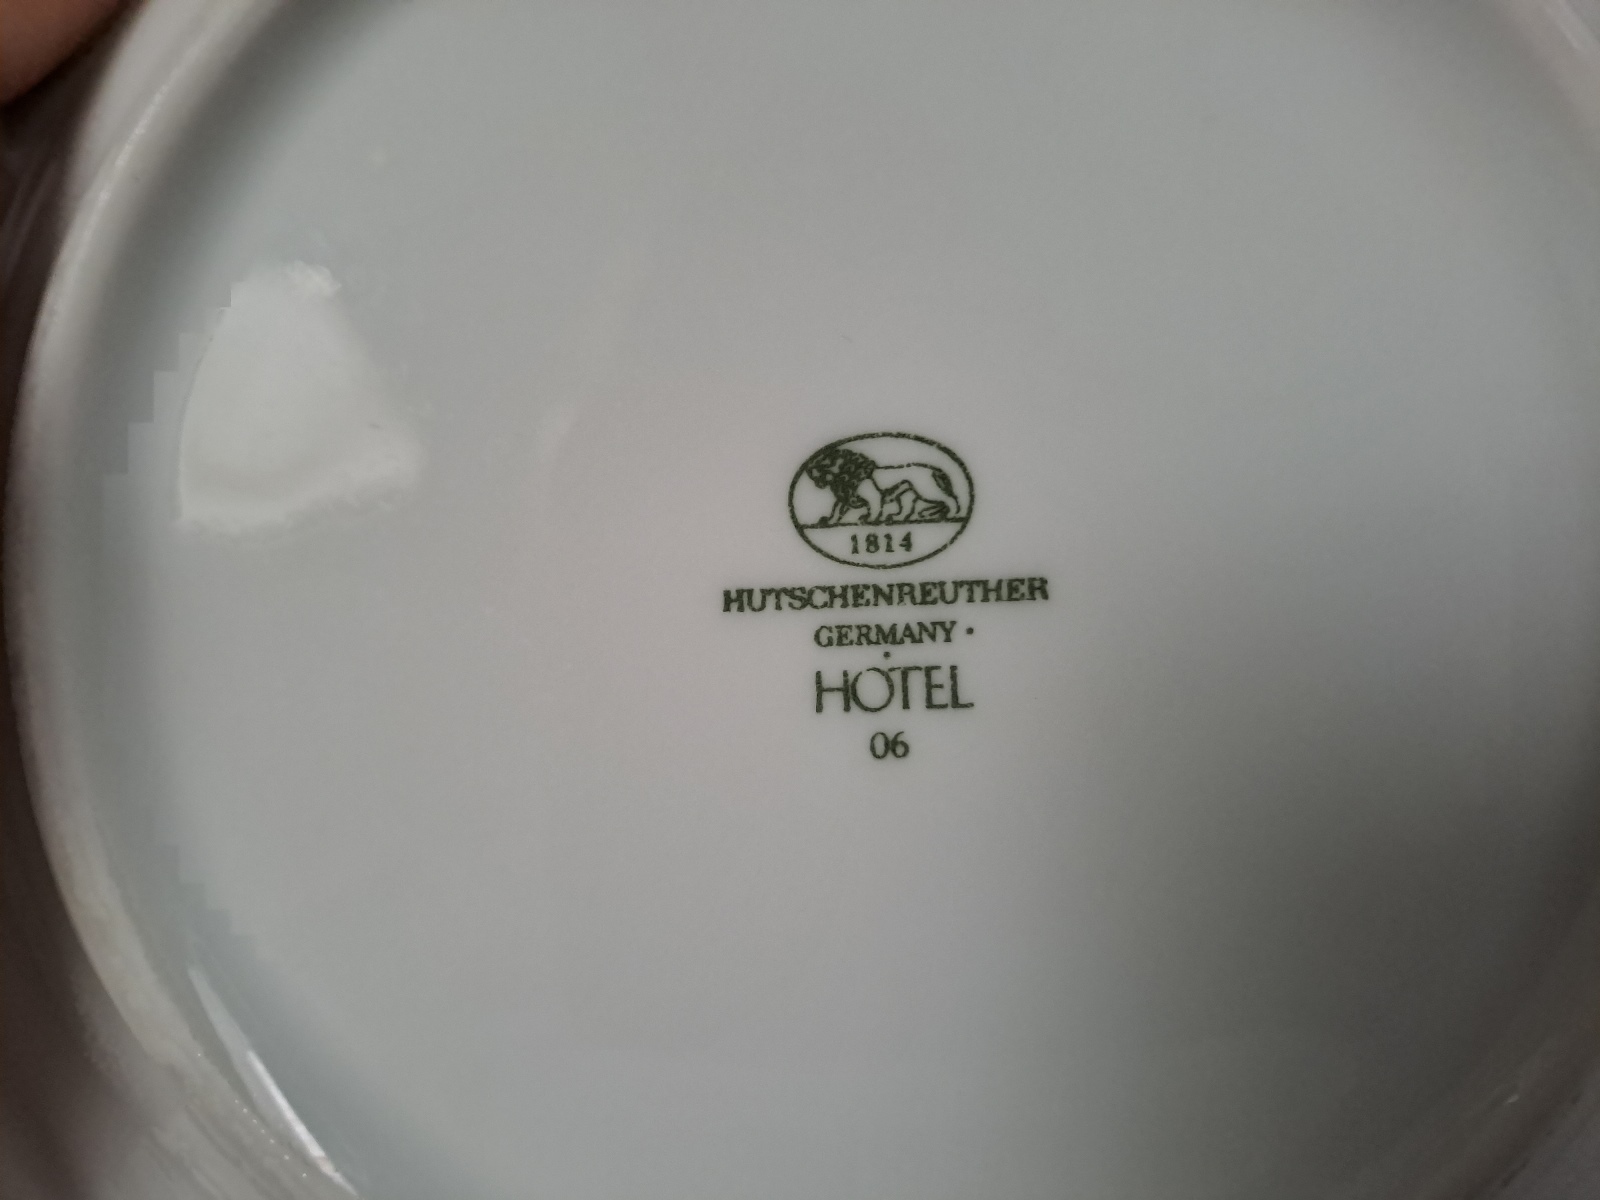 1814
HUTSCHENREUTHER
GERMANY
HOTEL
06